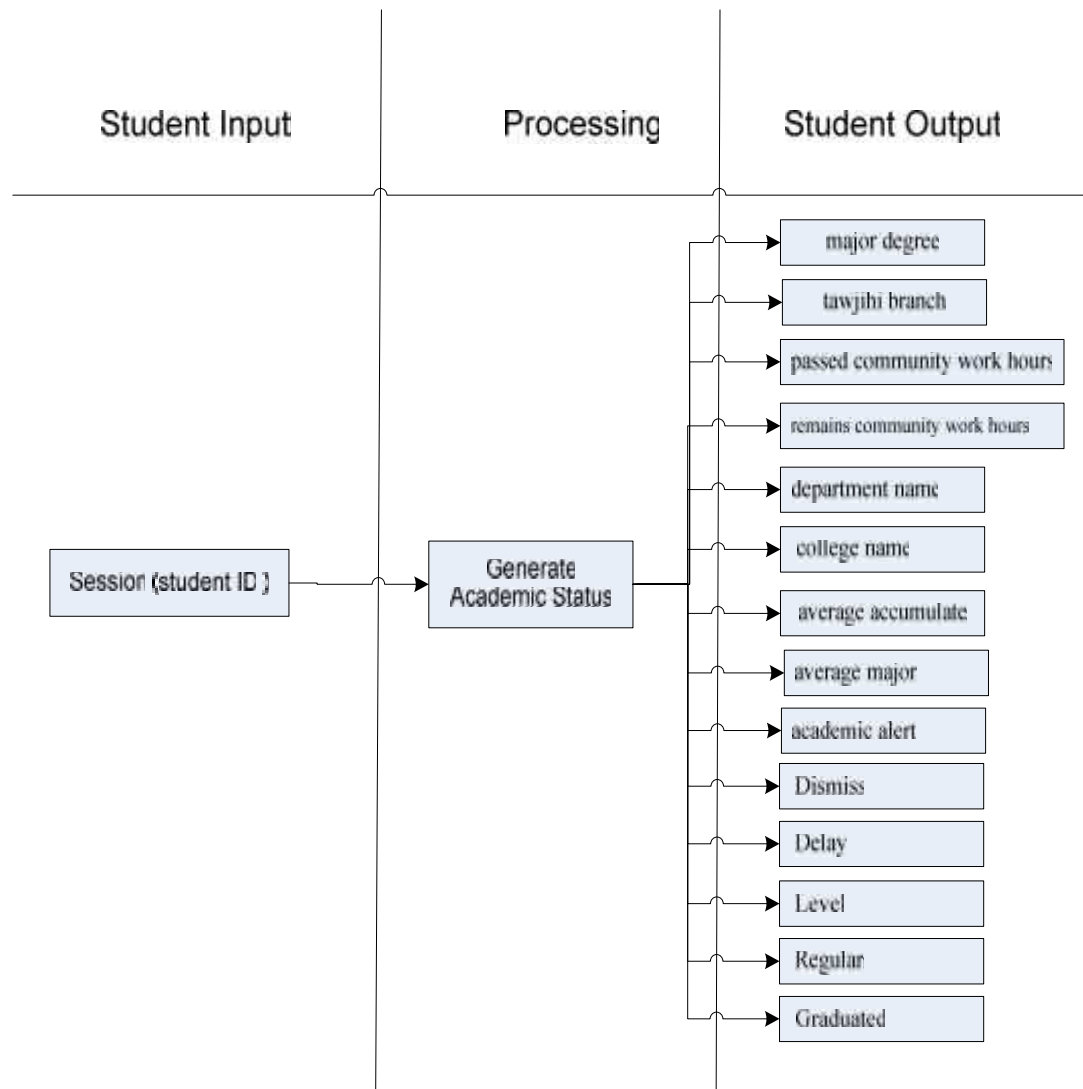 Student Input
Processing
Student Output
major degree
tawjihi branch
passed community work hours
remains community work hours
department name
college name
Session (student ID )
Generate
Academic Status
average accumulate
average major
academic alert
Dismiss
Delay
Level
Regular
Graduated